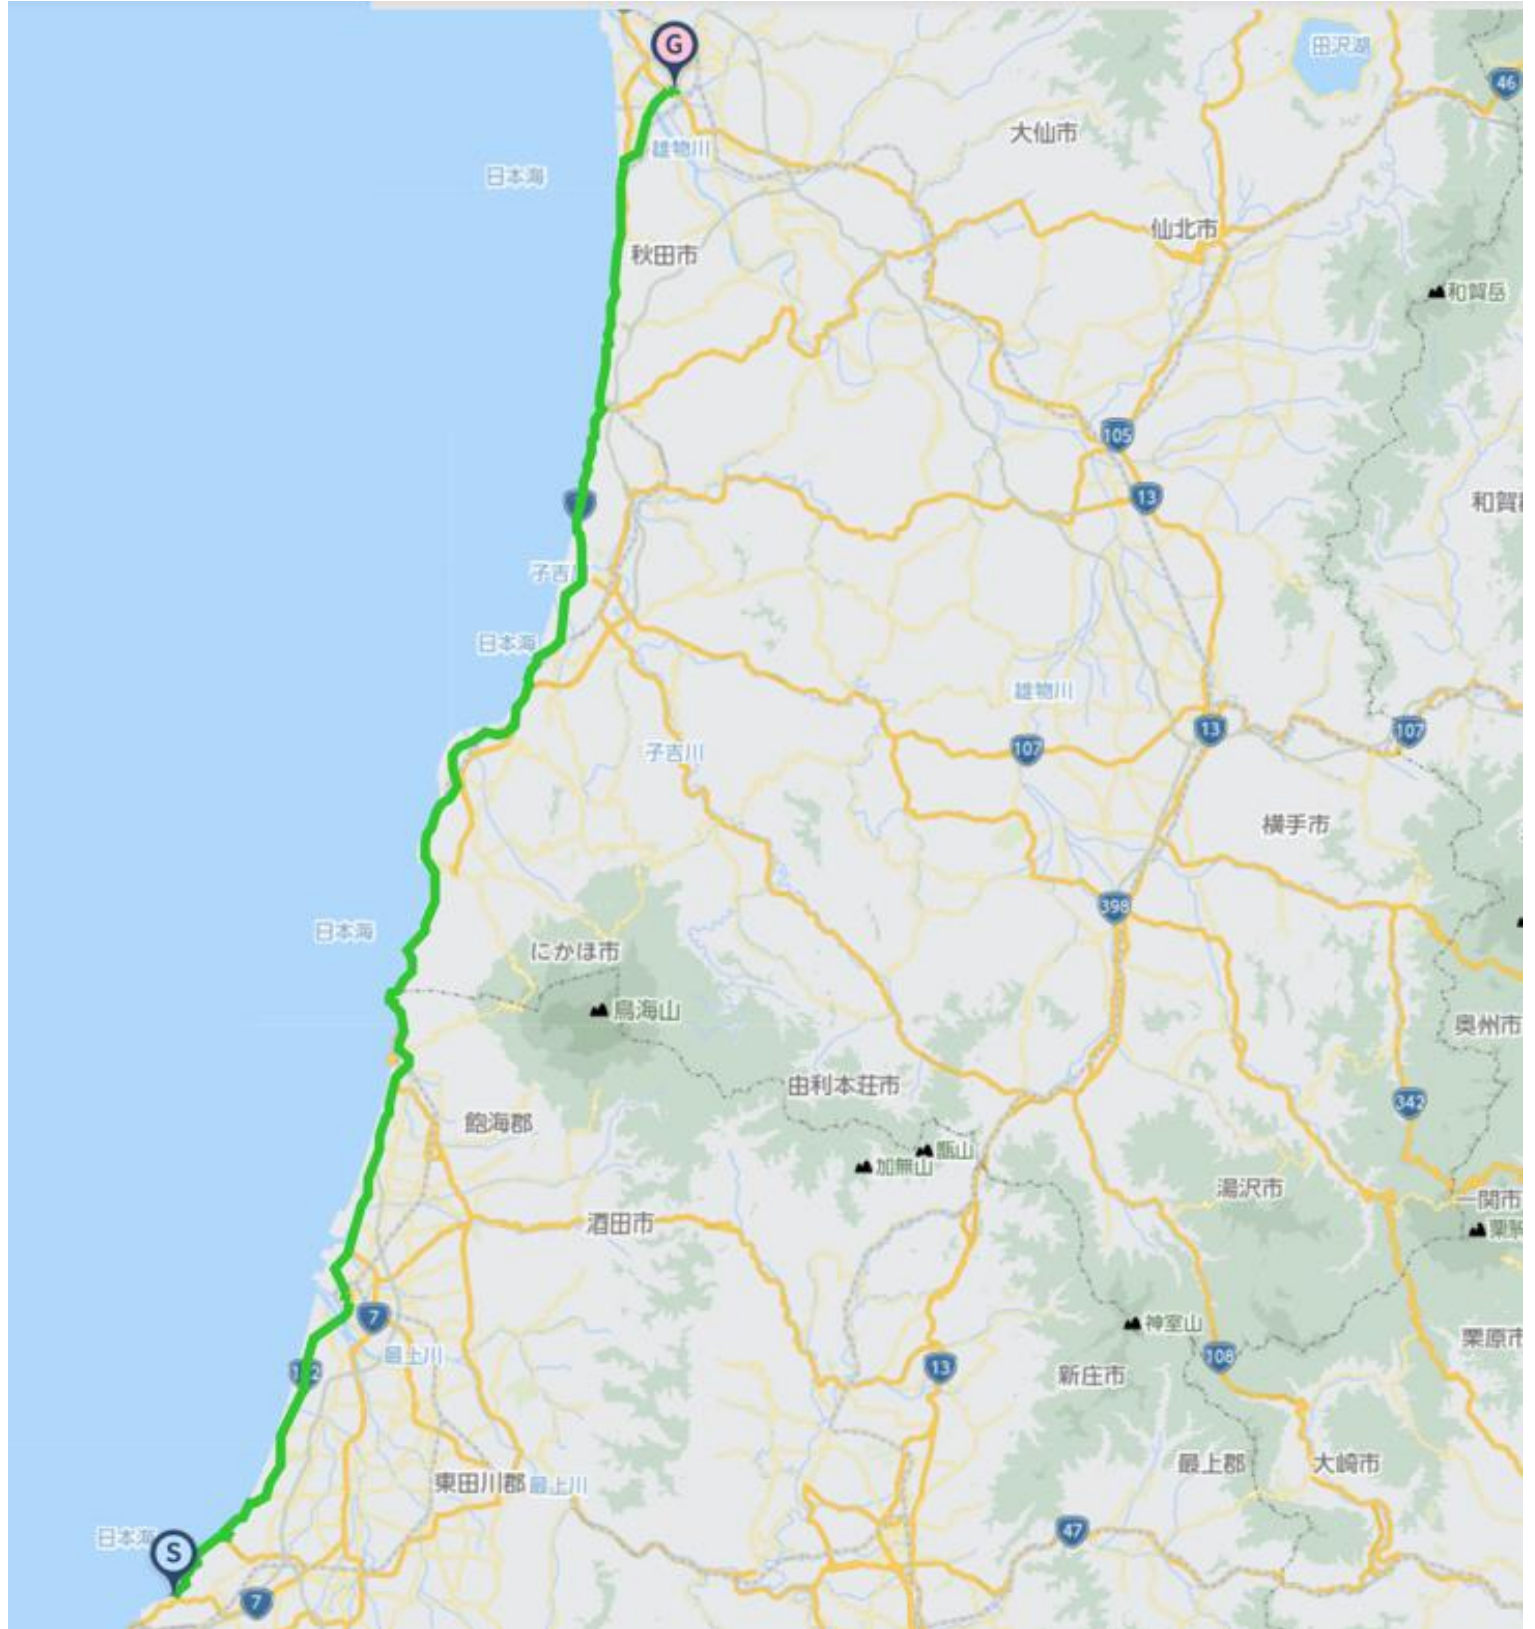 G
田沢湖
46
大仙市
雄物川
日本海
仙北市
秋田市
和賀岳
105
13
和賀
子吉川
日本海
雄物川
子吉川
107
13
107
横手市
398
日本海
にかほ市
鳥海山
奥州市
由利本荘市
342
飽海郡
甑山
加無山
湯沢市
一関市
酒田市
7
神室山
栗原市
最上川
108
13
新庄市
112
最上郡
大崎市
東田川郡
最上川
日本海
47
S
7